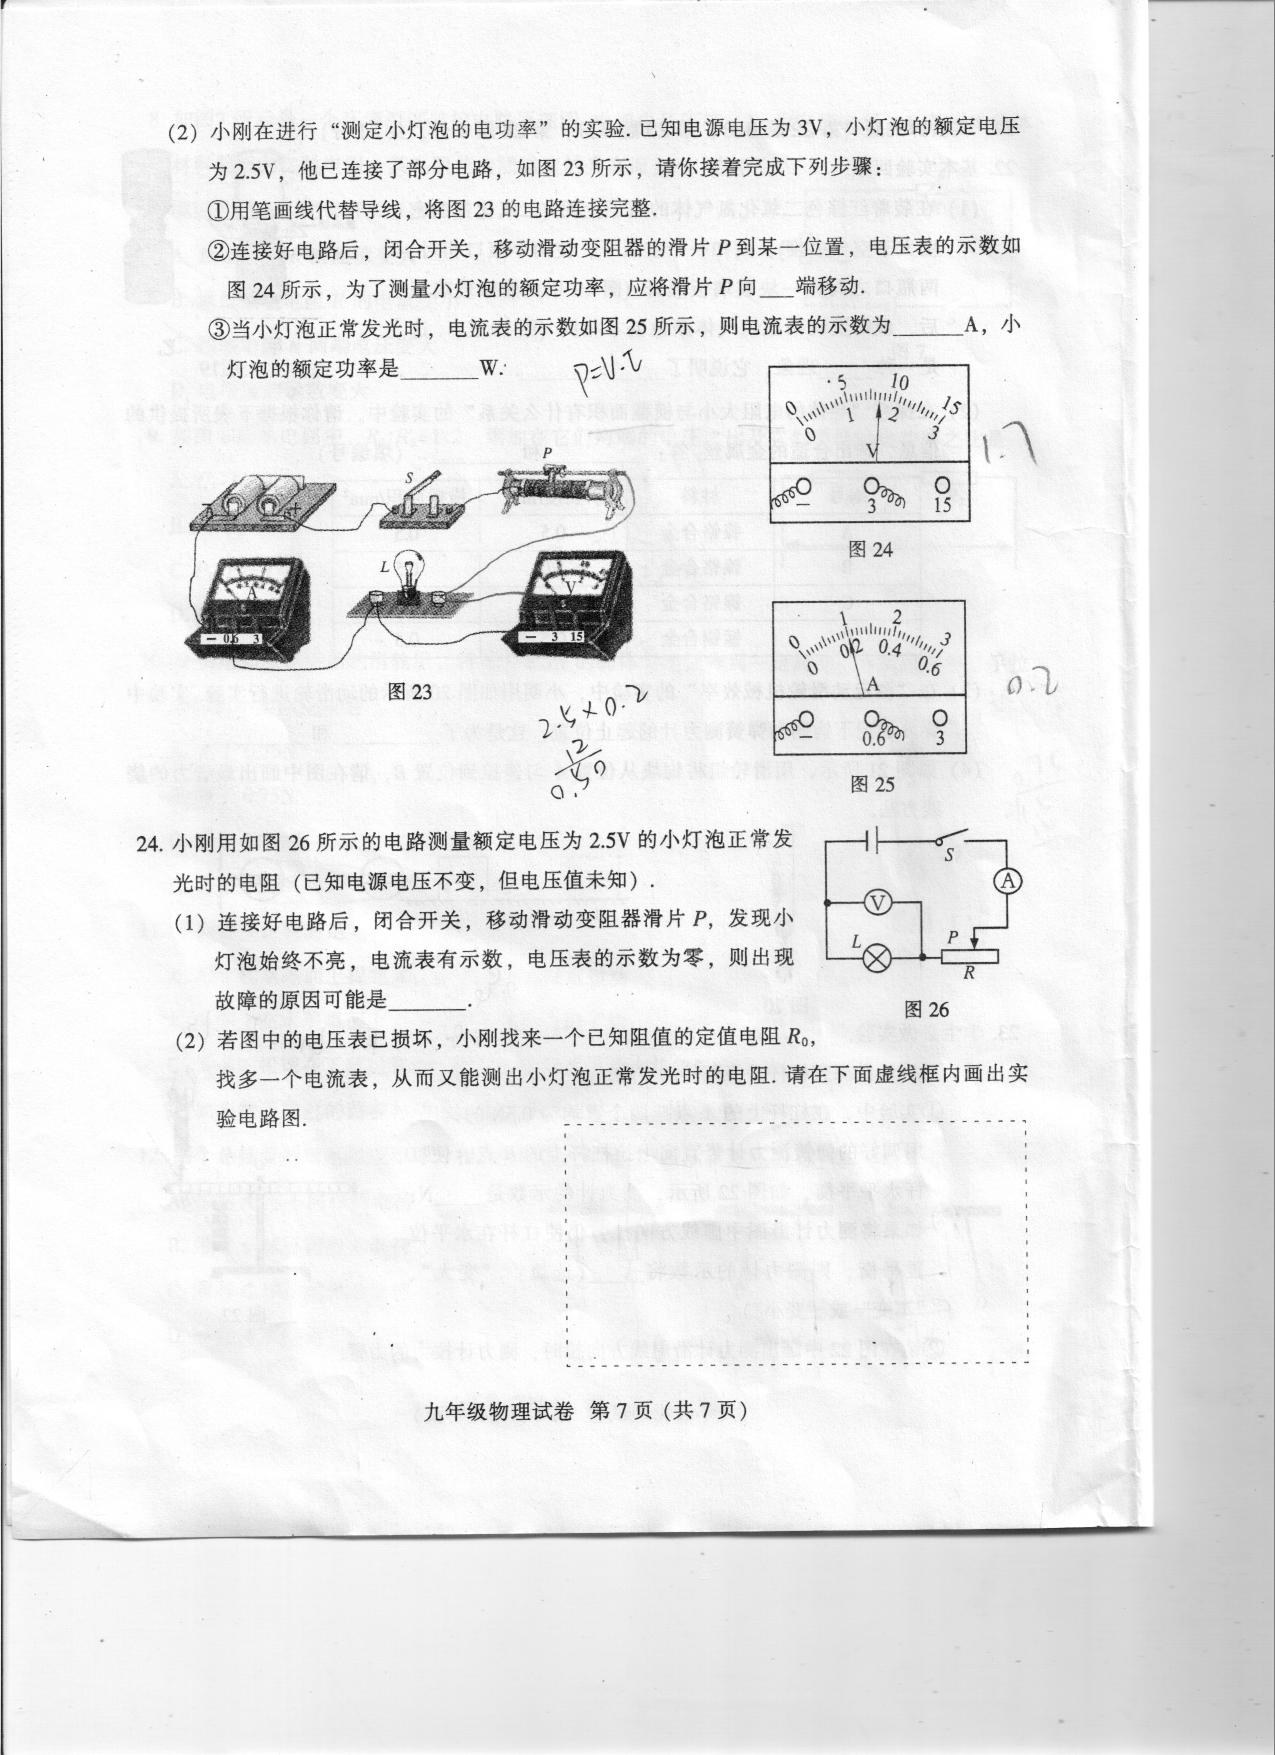 (2) 小刚在进行“测定小灯泡的电功率”的实验.已知电源电压为3V，小灯泡的额定电压
为2.5V，他已连接了部分电路，如图23所示，请你接着完成下列步骤：
①用笔画线代替导线，将图23的电路连接完整.
②连接好电路后，闭合开关，移动滑动变阻器的滑片P到某一位置，电压表的示数如
图24所示，为了测量小灯泡的额定功率，应将滑片P向___端移动.
③当小灯泡正常发光时，电流表的示数如图25所示，则电流表的示数为______A，小
灯泡的额定功率是_______W.
P=V·I
0 5 10 15
0 1 2 3
V
− 3 15
1.7
图24
S
P
− +
A
− 0.6 3
L
V
− 3 15
图23
0 1 2 3
0 0.2 0.4 0.6
A
− 0.6 3
0.2
图25
2.5×0.2
12
0.50
24. 小刚用如图26所示的电路测量额定电压为2.5V的小灯泡正常发
光时的电阻（已知电源电压不变，但电压值未知）.
(1) 连接好电路后，闭合开关，移动滑动变阻器滑片P，发现小
灯泡始终不亮，电流表有示数，电压表的示数为零，则出现
故障的原因可能是_______.
S
A
V
L
P
R
图26
(2) 若图中的电压表已损坏，小刚找来一个已知阻值的定值电阻R₀，
找多一个电流表，从而又能测出小灯泡正常发光时的电阻.请在下面虚线框内画出实
验电路图.
九年级物理试卷 第7页（共7页）